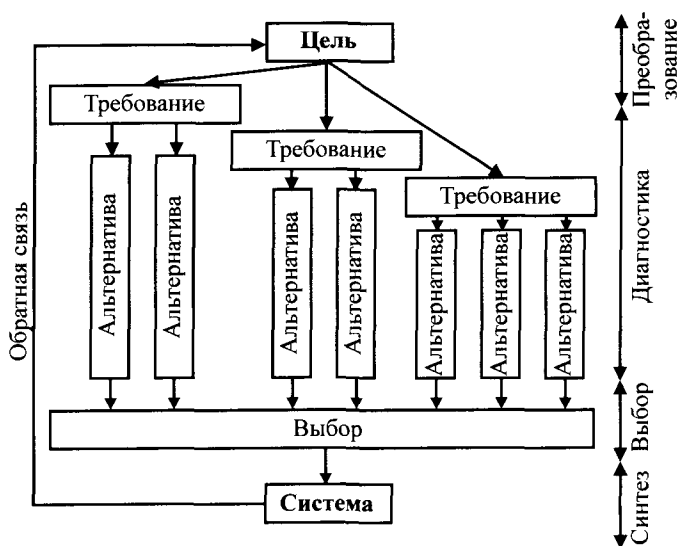 Цель
Преобра-
зование
Требование
Требование
Требование
Альтернатива
Альтернатива
Альтернатива
Альтернатива
Альтернатива
Альтернатива
Альтернатива
Обратная связь
Диагностика
Выбор
Выбор
Система
Синтез